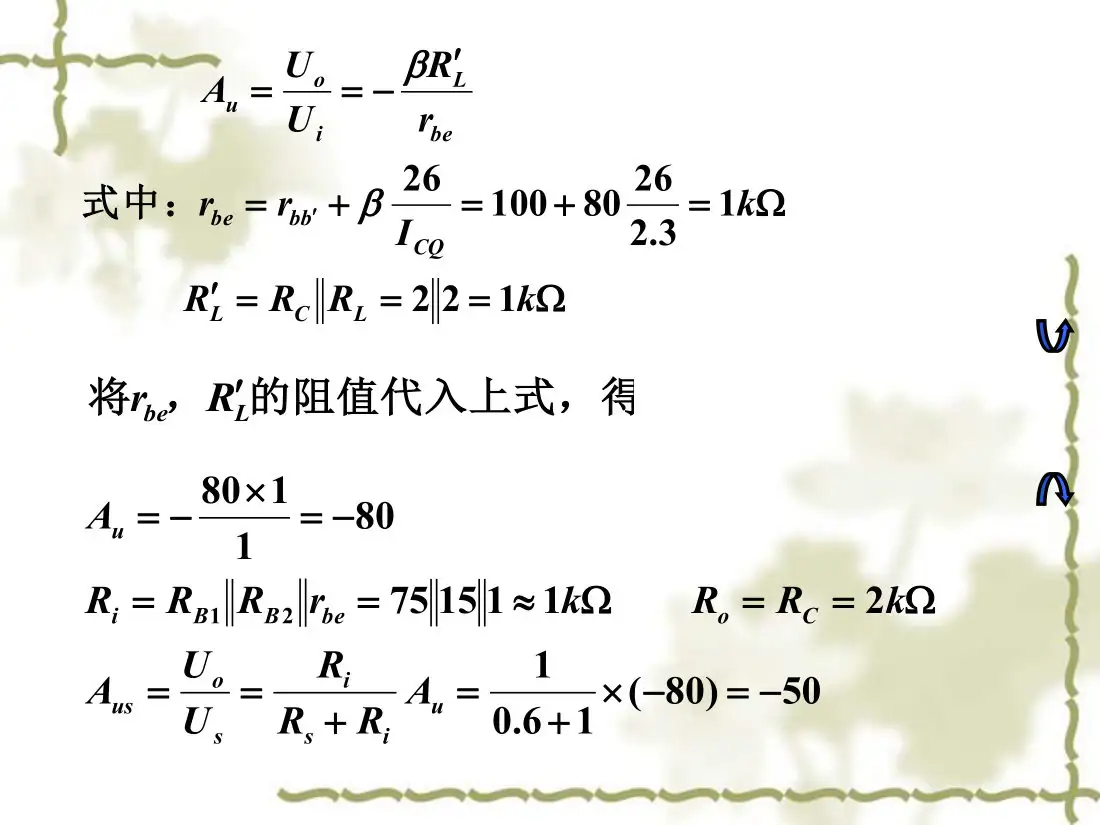 A_u = U_o / U_i = − βR′_L / r_be
式中：r_be = r_bb′ + β 26 / I_CQ = 100 + 80 26 / 2.3 = 1kΩ
R′_L = R_C ‖ R_L = 2 ‖ 2 = 1kΩ
将r_be，R′_L的阻值代入上式，得
A_u = − 80×1 / 1 = −80
R_i = R_B1 ‖ R_B2 ‖ r_be = 75 ‖ 15 ‖ 1 ≈ 1kΩ R_o = R_C = 2kΩ
A_us = U_o / U_s = R_i / (R_s + R_i) A_u = 1 / (0.6 + 1) × (−80) = −50